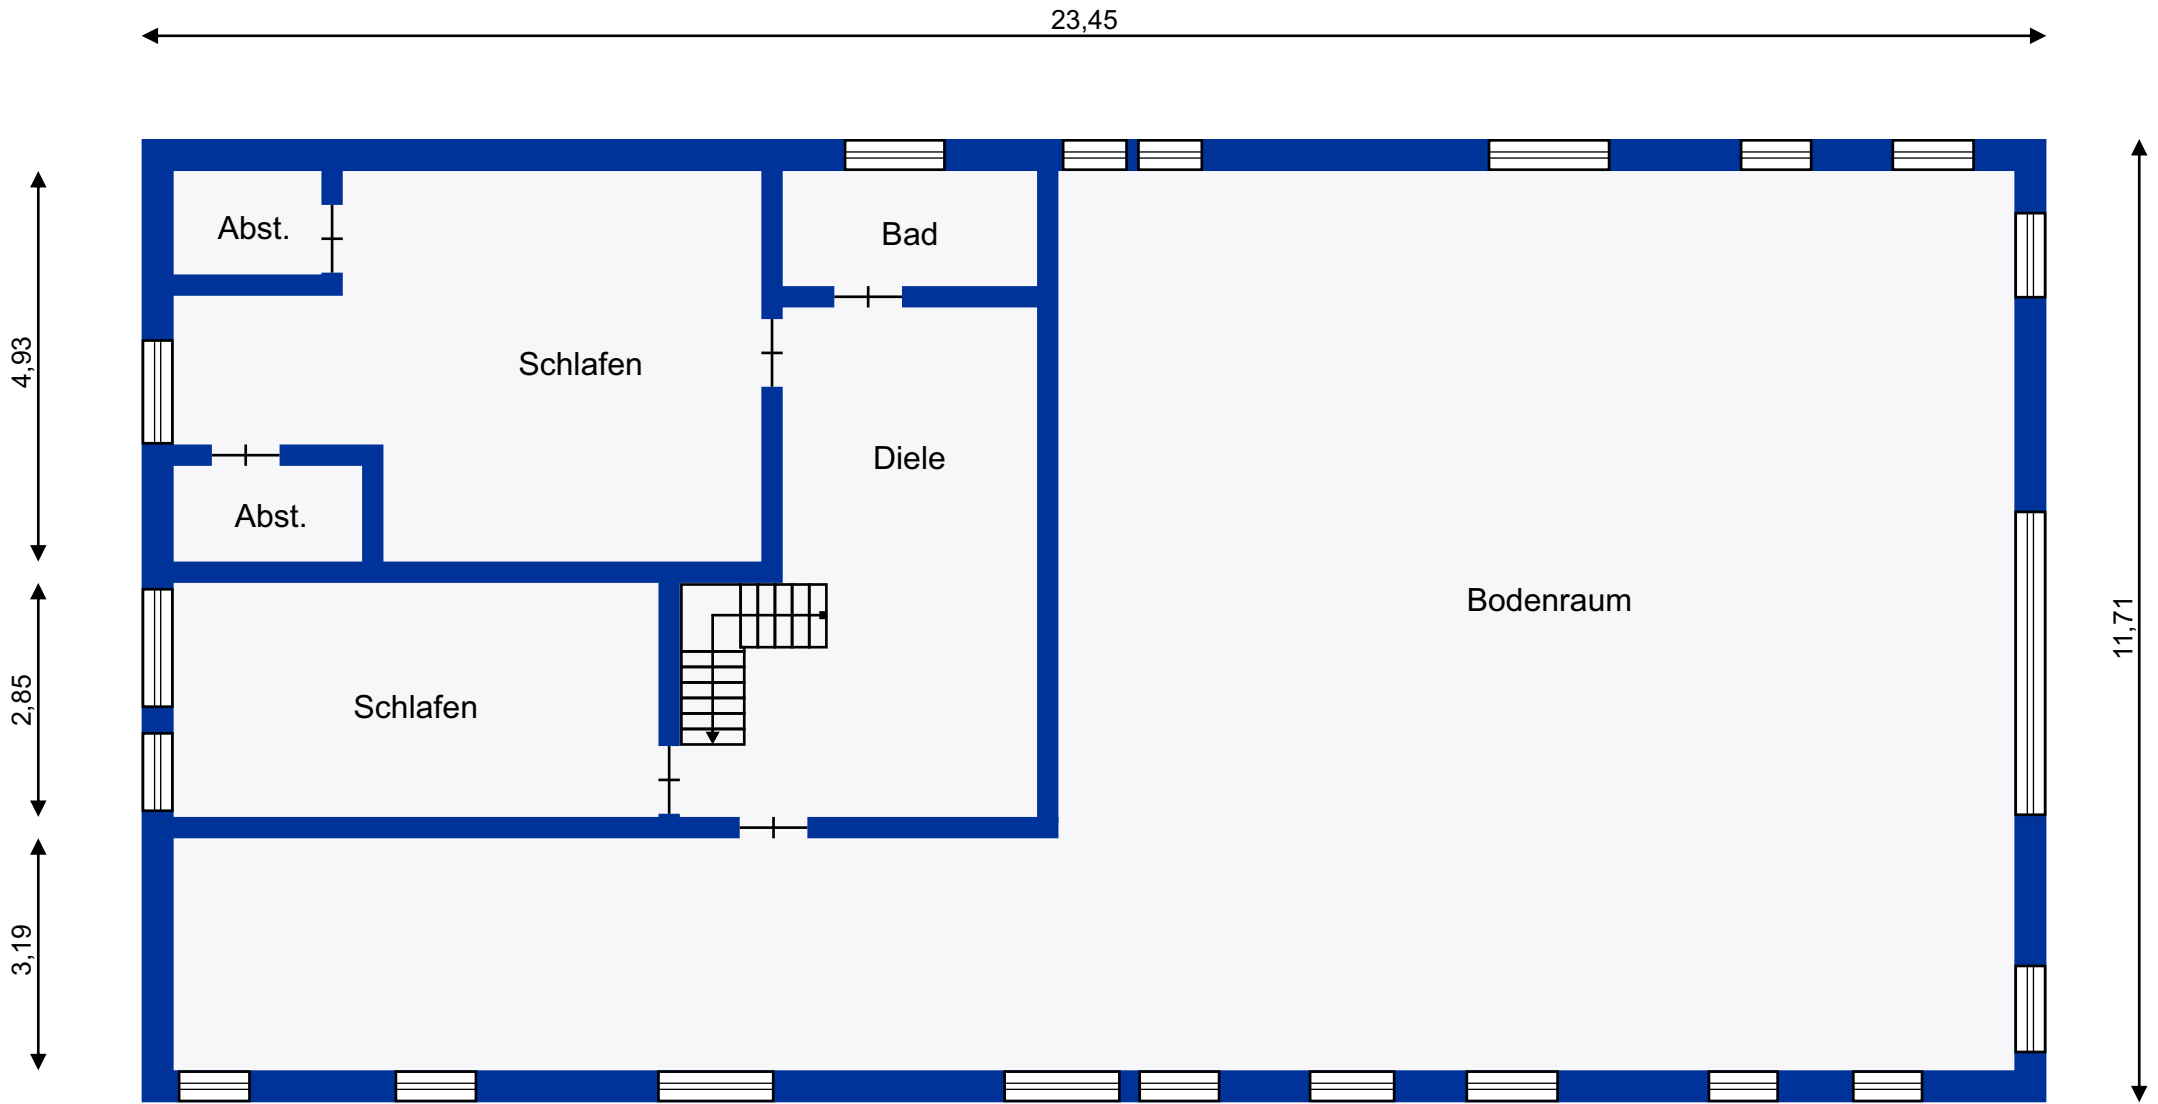 23,45
Abst.
Bad
4,93
Schlafen
Diele
Abst.
Bodenraum
11,71
2,85
Schlafen
3,19